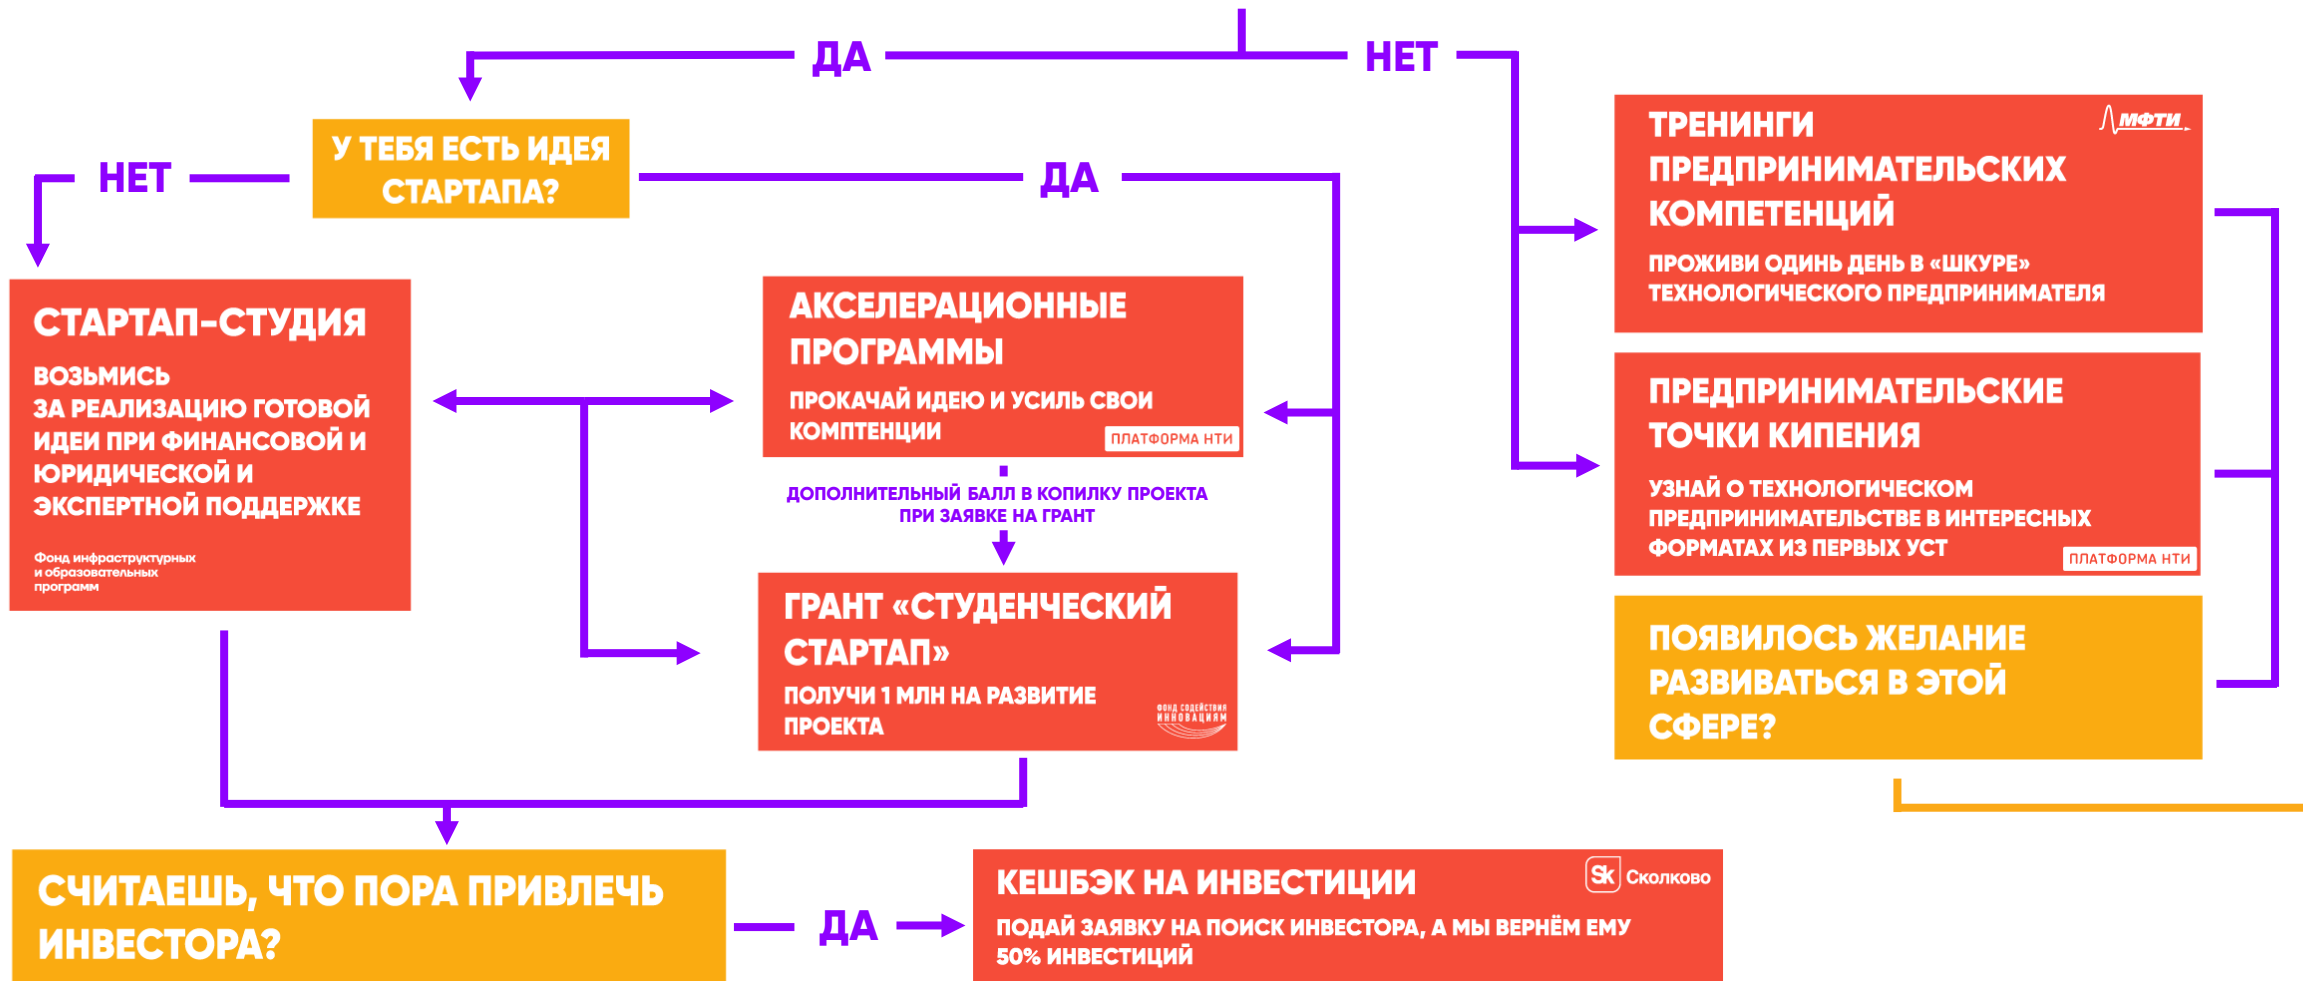 ДА
НЕТ
У ТЕБЯ ЕСТЬ ИДЕЯ
СТАРТАПА?
НЕТ
ДА
СТАРТАП-СТУДИЯ
ВОЗЬМИСЬ
ЗА РЕАЛИЗАЦИЮ ГОТОВОЙ
ИДЕИ ПРИ ФИНАНСОВОЙ И
ЮРИДИЧЕСКОЙ И
ЭКСПЕРТНОЙ ПОДДЕРЖКЕ
Фонд инфраструктурных
и образовательных
программ
АКСЕЛЕРАЦИОННЫЕ
ПРОГРАММЫ
ПРОКАЧАЙ ИДЕЮ И УСИЛЬ СВОИ
КОМПТЕНЦИИ
ПЛАТФОРМА НТИ
ДОПОЛНИТЕЛЬНЫЙ БАЛЛ В КОПИЛКУ ПРОЕКТА
ПРИ ЗАЯВКЕ НА ГРАНТ
ГРАНТ «СТУДЕНЧЕСКИЙ
СТАРТАП»
ПОЛУЧИ 1 МЛН НА РАЗВИТИЕ
ПРОЕКТА
ФОНД СОДЕЙСТВИЯ
ИННОВАЦИЯМ
ТРЕНИНГИ
ПРЕДПРИНИМАТЕЛЬСКИХ
КОМПЕТЕНЦИЙ
МФТИ
ПРОЖИВИ ОДИНЬ ДЕНЬ В «ШКУРЕ»
ТЕХНОЛОГИЧЕСКОГО ПРЕДПРИНИМАТЕЛЯ
ПРЕДПРИНИМАТЕЛЬСКИЕ
ТОЧКИ КИПЕНИЯ
УЗНАЙ О ТЕХНОЛОГИЧЕСКОМ
ПРЕДПРИНИМАТЕЛЬСТВЕ В ИНТЕРЕСНЫХ
ФОРМАТАХ ИЗ ПЕРВЫХ УСТ
ПЛАТФОРМА НТИ
ПОЯВИЛОСЬ ЖЕЛАНИЕ
РАЗВИВАТЬСЯ В ЭТОЙ
СФЕРЕ?
СЧИТАЕШЬ, ЧТО ПОРА ПРИВЛЕЧЬ
ИНВЕСТОРА?
ДА
КЕШБЭК НА ИНВЕСТИЦИИ
Sk Сколково
ПОДАЙ ЗАЯВКУ НА ПОИСК ИНВЕСТОРА, А МЫ ВЕРНЁМ ЕМУ
50% ИНВЕСТИЦИЙ